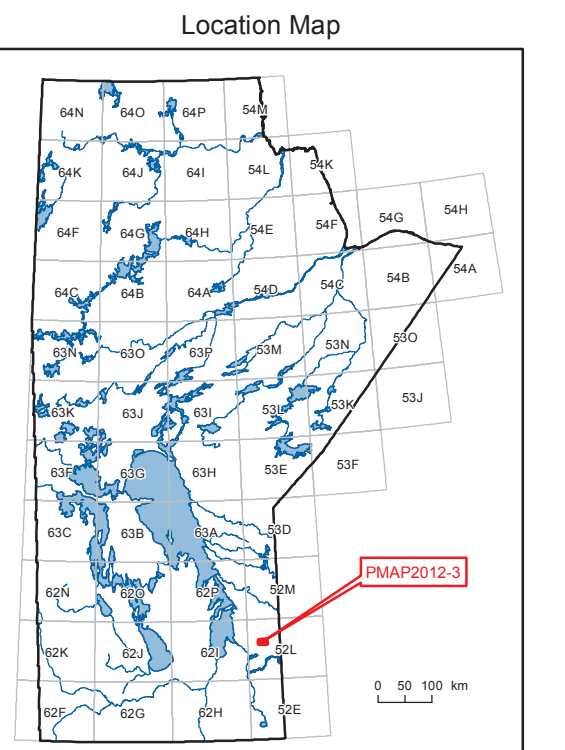 Location Map
64N 64O 64P 54M
64K 64J 64I 54L 54K
64F 64G 64H 54E 54F 54G 54H
64C 64B 64A 54D 54C 54B 54A
63N 63O 63P 53M 53N 53O
63K 63J 63I 53L 53K 53J
63F 63G 63H 53E 53F
63C 63B 63A 53D
62N 62O 62P 52M
PMAP2012-3
62K 62J 62I 52L
0 50 100 km
62F 62G 62H 52E